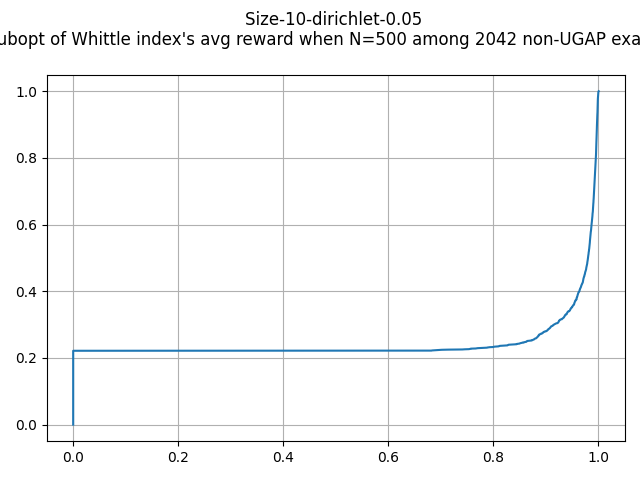 Size-10-dirichlet-0.05
ubopt of Whittle index's avg reward when N=500 among 2042 non-UGAP exa
1.0
0.8
0.6
0.4
0.2
0.0
0.0 0.2 0.4 0.6 0.8 1.0